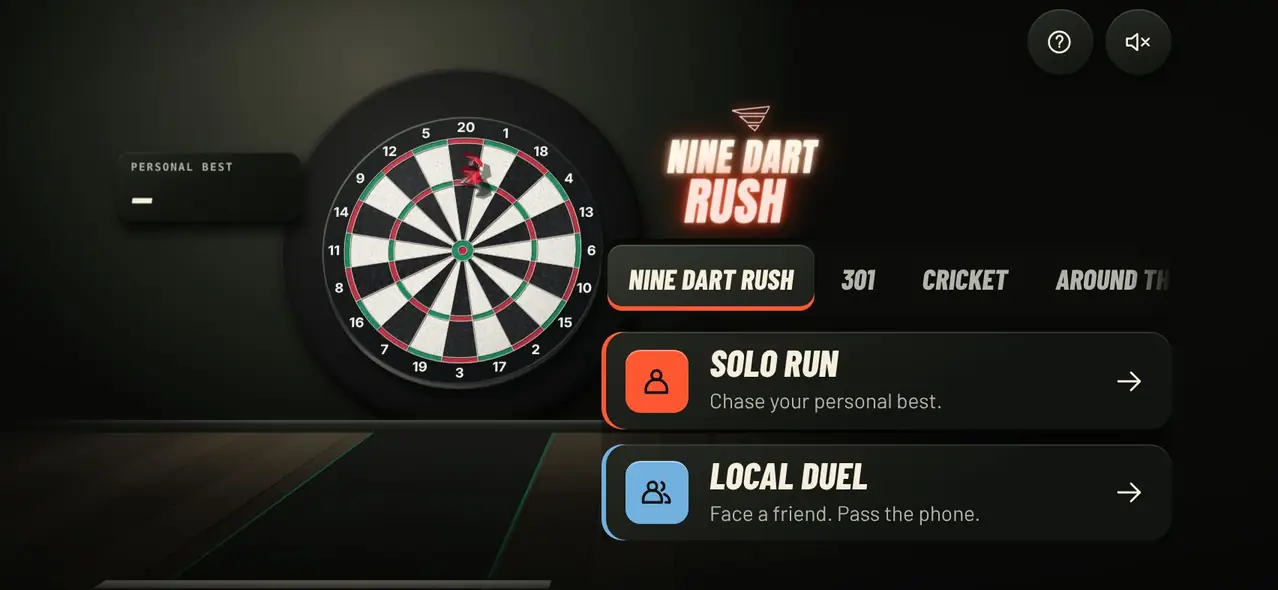 PERSONAL BEST
–
20
1
18
4
13
6
10
15
2
17
3
19
7
16
8
11
14
9
12
5
NINE DART
RUSH
NINE DART RUSH
301
CRICKET
AROUND TH
SOLO RUN
Chase your personal best.
LOCAL DUEL
Face a friend. Pass the phone.